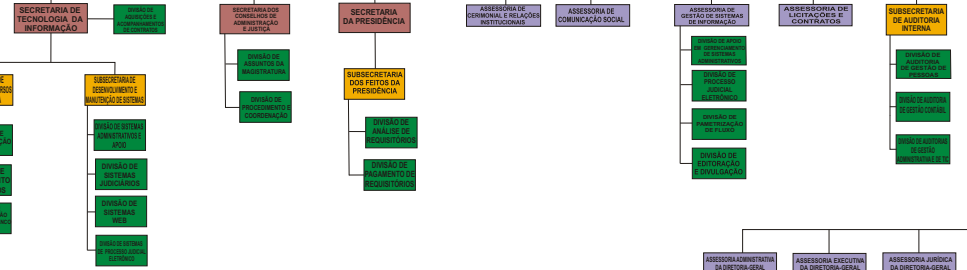 SECRETARIA DE
TECNOLOGIA DA
INFORMAÇÃO
DIVISÃO DE
AQUISIÇÕES E
ACOMPANHAMENTOS
DE CONTRATOS
SUBSECRETARIA DE
DESENVOLVIMENTO E
MANUTENÇÃO DE SISTEMAS
DIVISÃO DE SISTEMAS
ADMINISTRATIVOS E
APOIO
DIVISÃO DE
SISTEMAS
JUDICIÁRIOS
DIVISÃO DE
SISTEMAS
WEB
DIVISÃO DE SISTEMAS
DE PROCESSO JUDICIAL
ELETRÔNICO
SECRETARIA DOS
CONSELHOS DE
ADMINISTRAÇÃO
E JUSTIÇA
DIVISÃO DE
ASSUNTOS DA
MAGISTRATURA
DIVISÃO DE
PROCEDIMENTO E
COORDENAÇÃO
SECRETARIA
DA PRESIDÊNCIA
SUBSECRETARIA
DOS FEITOS DA
PRESIDÊNCIA
DIVISÃO DE
ANÁLISE DE
REQUISITÓRIOS
DIVISÃO DE
PAGAMENTO DE
REQUISITÓRIOS
ASSESSORIA DE
CERIMONIAL E RELAÇÕES
INSTITUCIONAIS
ASSESSORIA DE
COMUNICAÇÃO SOCIAL
ASSESSORIA DE
GESTÃO DE SISTEMAS
DE INFORMAÇÃO
DIVISÃO DE APOIO
EM GERENCIAMENTO
DE SISTEMAS
ADMINISTRATIVOS
DIVISÃO DE
PROCESSO
JUDICIAL
ELETRÔNICO
DIVISÃO DE
PAMETRIZAÇÃO
DE FLUXO
DIVISÃO DE
EDITORAÇÃO
E DIVULGAÇÃO
ASSESSORIA DE
LICITAÇÕES E
CONTRATOS
SUBSECRETARIA
DE AUDITORIA
INTERNA
DIVISÃO DE
AUDITORIA
DE GESTÃO DE
PESSOAS
DIVISÃO DE AUDITORIA
DE GESTÃO CONTÁBIL
DIVISÃO DE AUDITORIAS
DE GESTÃO
ADMINISTRATIVA E DE TIC
ASSESSORIA ADMINISTRATIVA
DA DIRETORIA-GERAL
ASSESSORIA EXECUTIVA
DA DIRETORIA-GERAL
ASSESSORIA JURÍDICA
DA DIRETORIA-GERAL